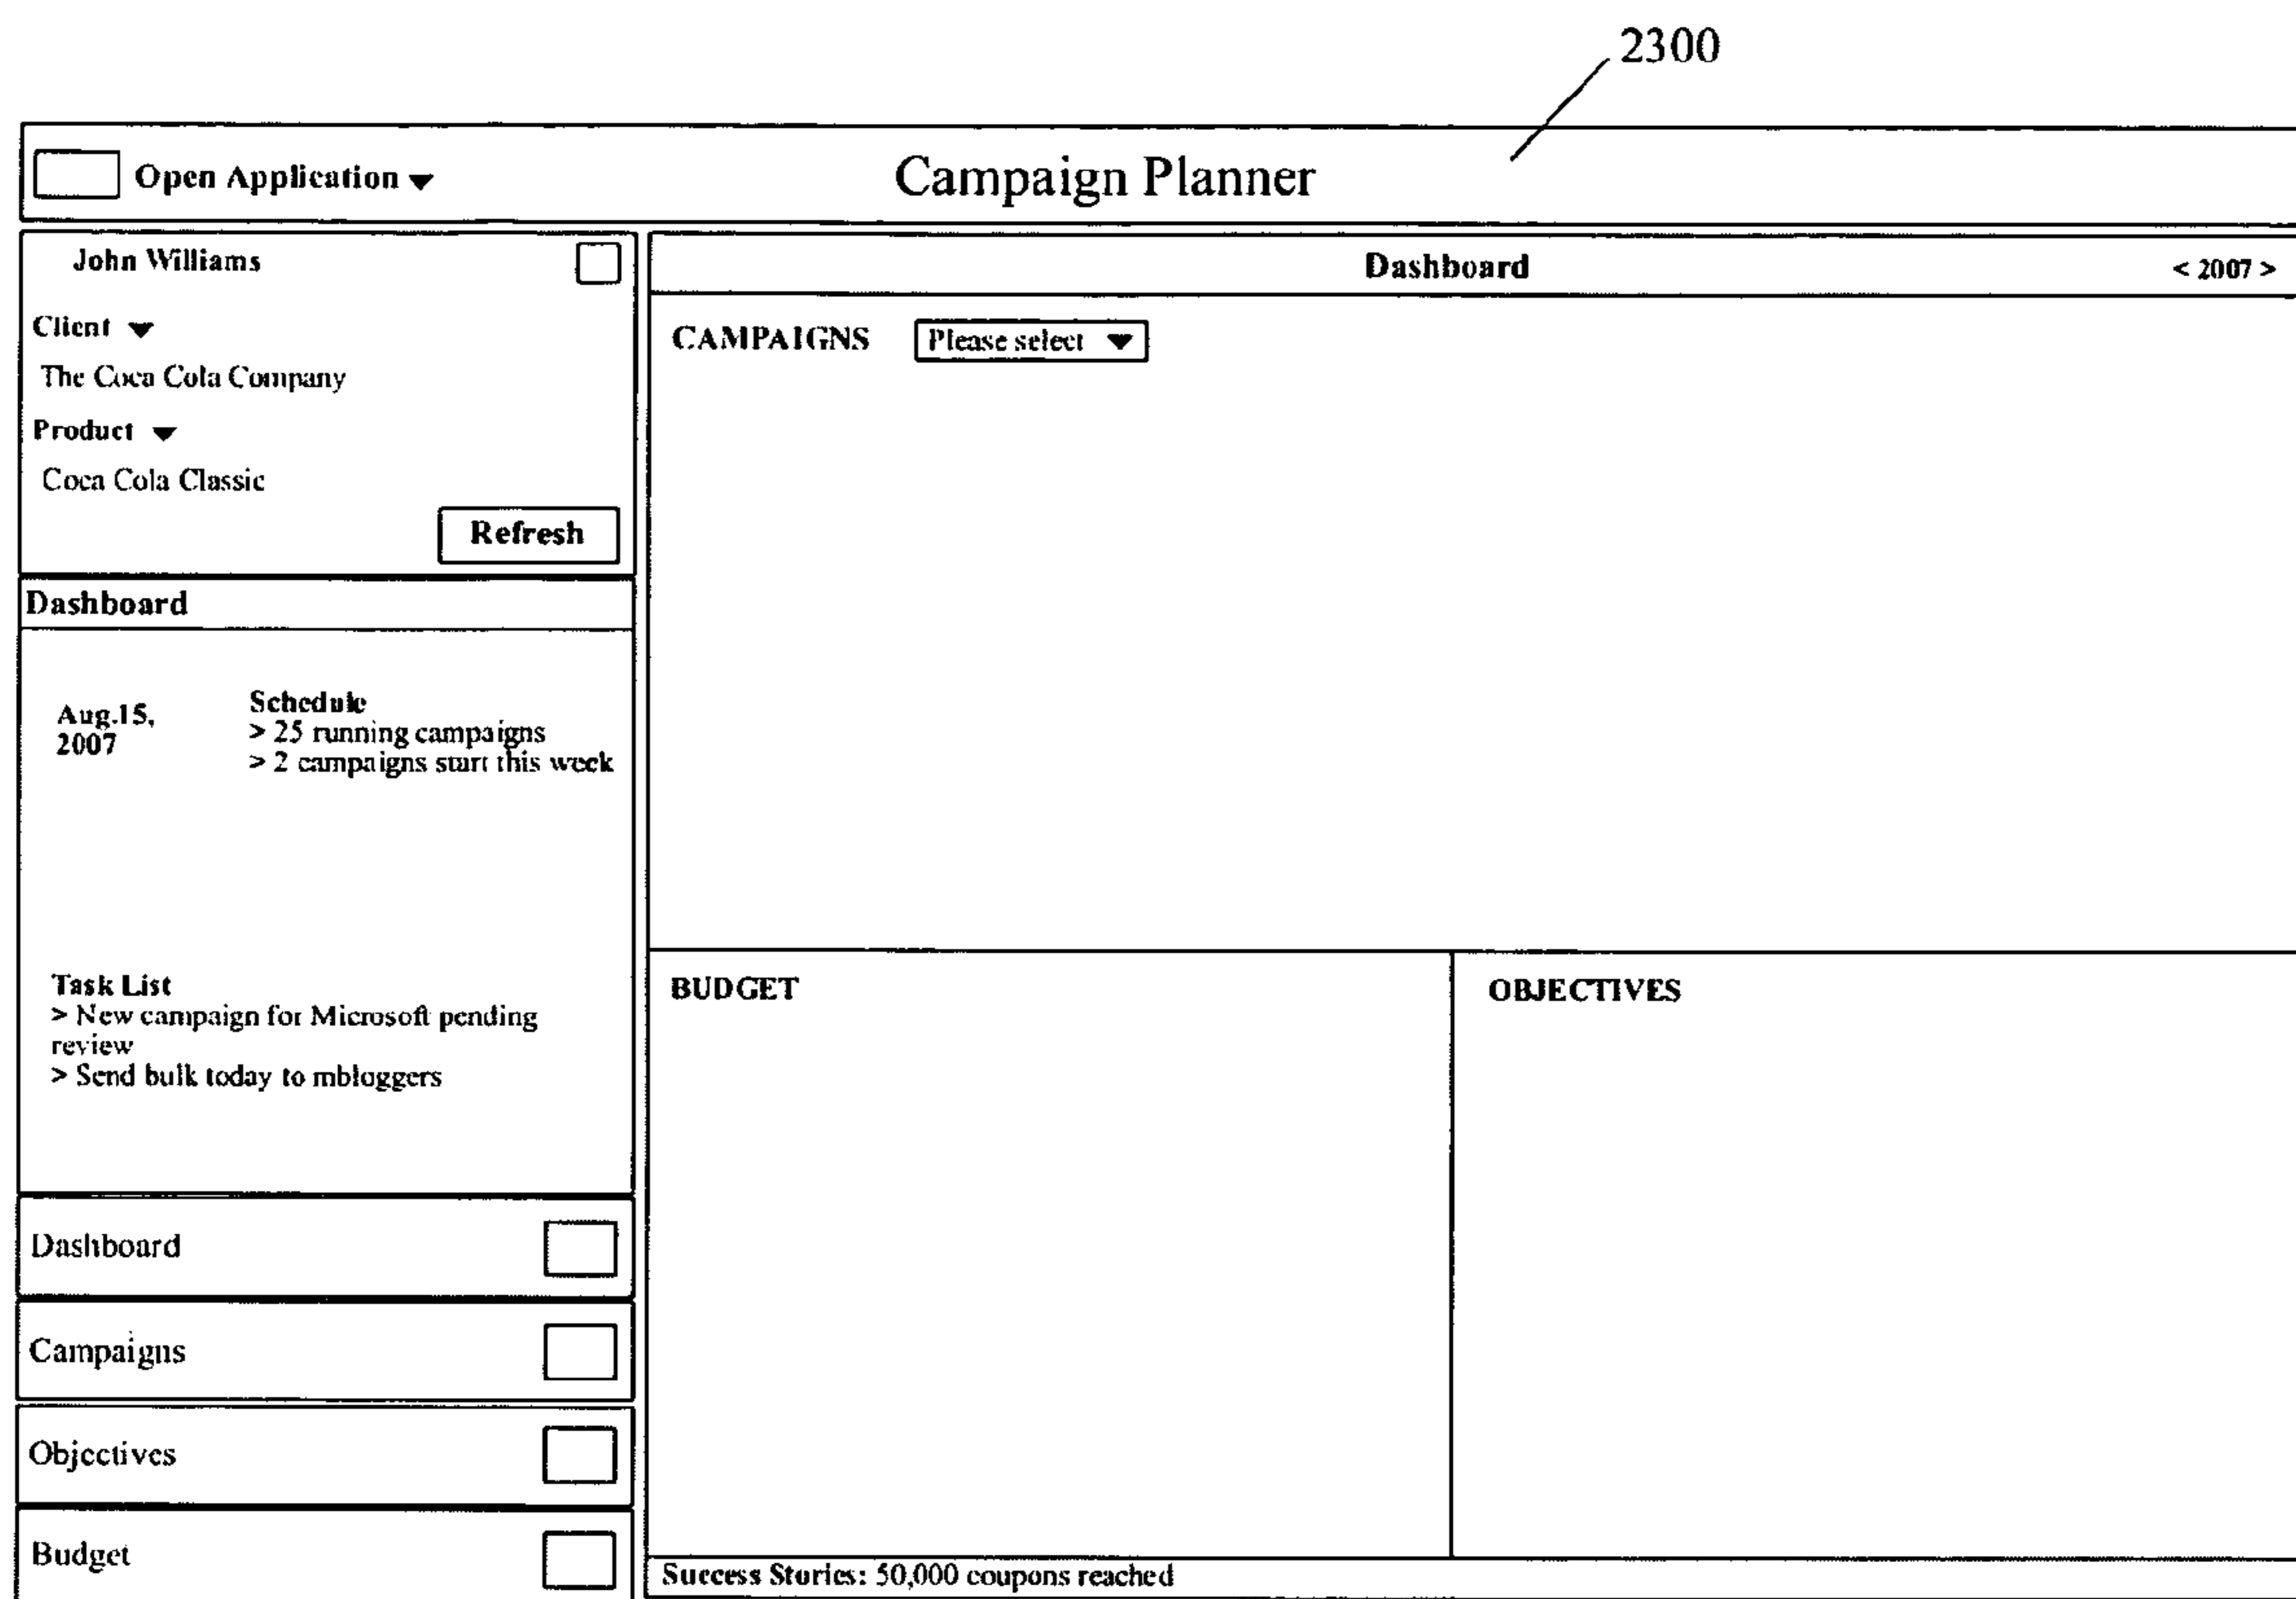 2300
Open Application
Campaign Planner
John Williams
Client
The Coca Cola Company
Product
Coca Cola Classic
Refresh
Dashboard
Aug.15,
2007
Schedule
> 25 running campaigns
> 2 campaigns start this week
Task List
> New campaign for Microsoft pending
review
> Send bulk today to mbloggers
Dashboard
Campaigns
Objectives
Budget
Dashboard
< 2007 >
CAMPAIGNS
Please select
BUDGET
OBJECTIVES
Success Stories: 50,000 coupons reached